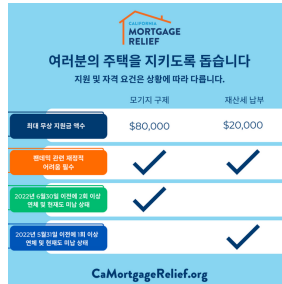 CALIFORNIA
MORTGAGE
RELIEF
여러분의 주택을 지키도록 돕습니다
지원 및 자격 요건은 상황에 따라 다릅니다.
모기지 구제
재산세 납부
최대 무상 지원금 액수
$80,000
$20,000
팬데믹 관련 재정적
어려움 필수
2022년 6월30일 이전에 2회 이상
연체 및 현재도 미납 상태
2022년 5월31일 이전에 1회 이상
연체 및 현재도 미납 상태
CaMortgageRelief.org